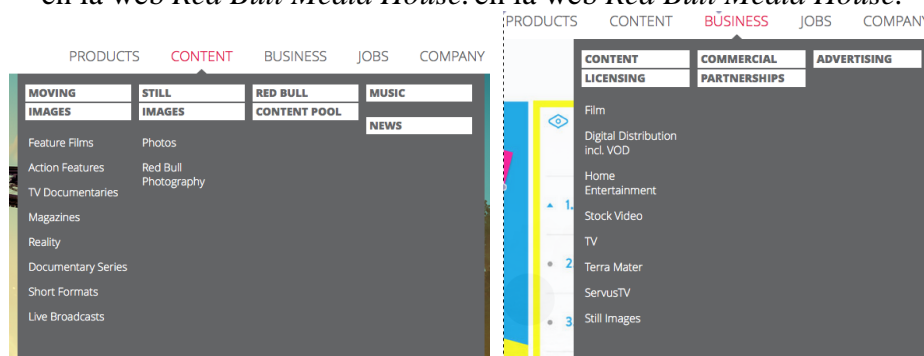 en la web Red Bull Media House. en la web Red Bull Media House.
PRODUCTS CONTENT BUSINESS JOBS COMPANY
MOVING IMAGES
STILL IMAGES
RED BULL CONTENT POOL
MUSIC
NEWS
Feature Films
Action Features
TV Documentaries
Magazines
Reality
Documentary Series
Short Formats
Live Broadcasts
Photos
Red Bull
Photography
PRODUCTS CONTENT BUSINESS JOBS COMPANY
CONTENT LICENSING
COMMERCIAL PARTNERSHIPS
ADVERTISING
Film
Digital Distribution
incl. VOD
Home
Entertainment
Stock Video
TV
Terra Mater
ServusTV
Still Images
1.
2
3